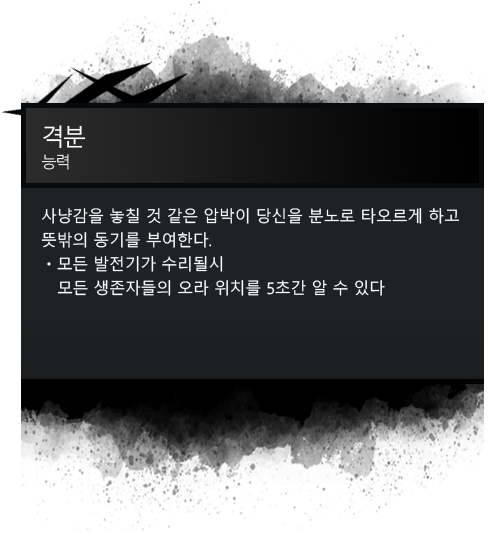 격분
능력
사냥감을 놓칠 것 같은 압박이 당신을 분노로 타오르게 하고
뜻밖의 동기를 부여한다.
・모든 발전기가 수리될시
모든 생존자들의 오라 위치를 5초간 알 수 있다